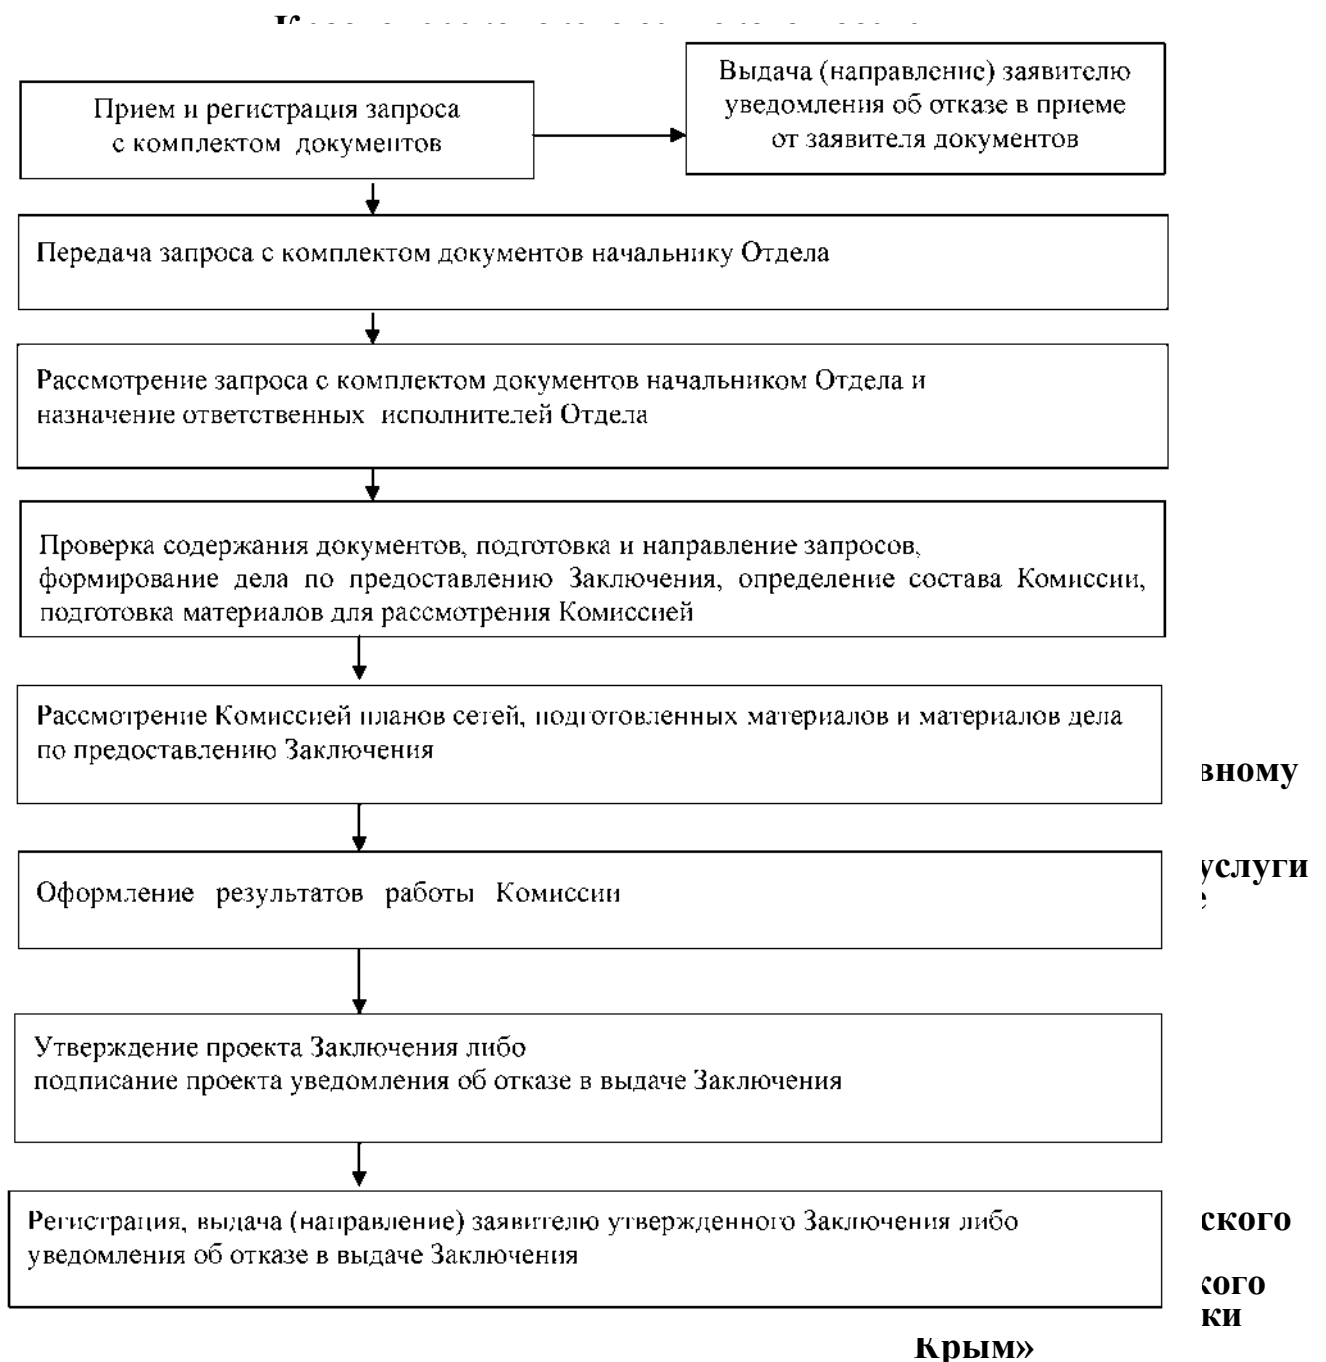 Прием и регистрация запроса
с комплектом документов
Выдача (направление) заявителю
уведомления об отказе в приеме
от заявителя документов
Передача запроса с комплектом документов начальнику Отдела
Рассмотрение запроса с комплектом документов начальником Отдела и
назначение ответственных исполнителей Отдела
Проверка содержания документов, подготовка и направление запросов,
формирование дела по предоставлению Заключения, определение состава Комиссии,
подготовка материалов для рассмотрения Комиссией
Рассмотрение Комиссией планов сетей, подготовленных материалов и материалов дела
по предоставлению Заключения
вному
услуги
е
Оформление результатов работы Комиссии
Утверждение проекта Заключения либо
подписание проекта уведомления об отказе в выдаче Заключения
Регистрация, выдача (направление) заявителю утвержденного Заключения либо
уведомления об отказе в выдаче Заключения
ского
кого
ки
Крым»